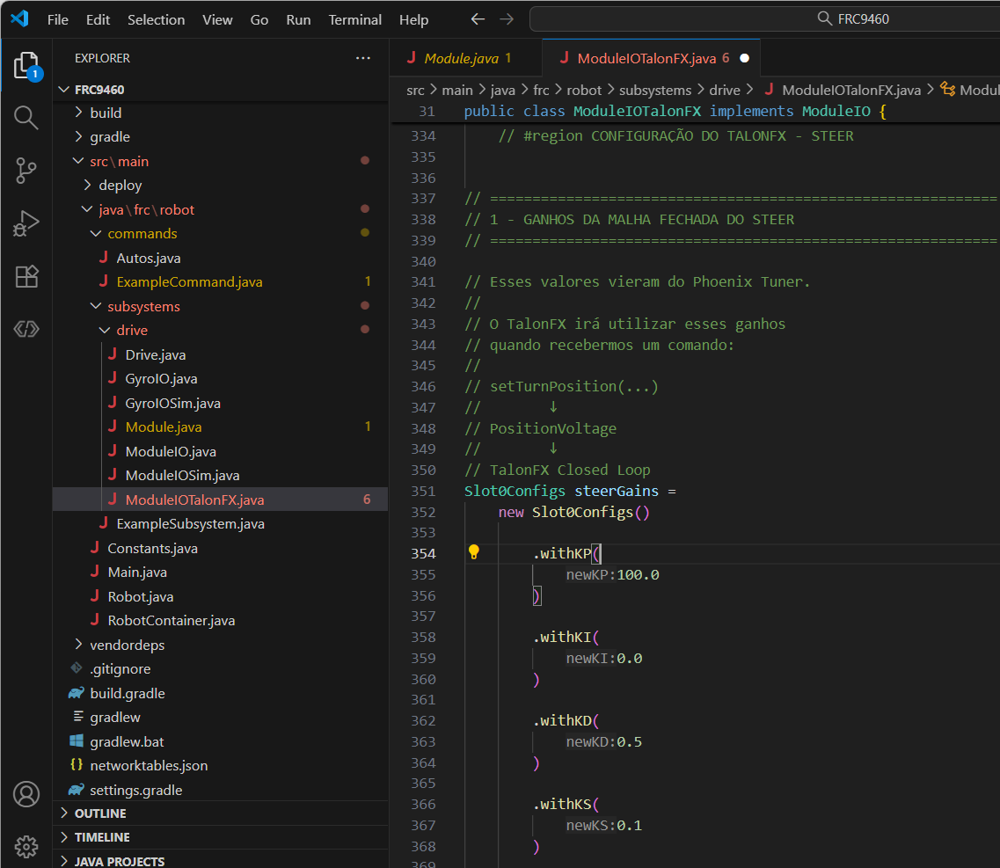 File Edit Selection View Go Run Terminal Help
FRC9460
EXPLORER
FRC9460
build
gradle
src\main
deploy
java\frc\robot
commands
Autos.java
ExampleCommand.java 1
subsystems
drive
Drive.java
GyroIO.java
GyroIOSim.java
Module.java 1
ModuleIO.java
ModuleIOSim.java
ModuleIOTalonFX.java 6
ExampleSubsystem.java
Constants.java
Main.java
Robot.java
RobotContainer.java
vendordeps
.gitignore
build.gradle
gradlew
gradlew.bat
networktables.json
settings.gradle
OUTLINE
TIMELINE
JAVA PROJECTS
1
Module.java 1
ModuleIOTalonFX.java 6
src > main > java > frc > robot > subsystems > drive > ModuleIOTalonFX.java > Modul
31 public class ModuleIOTalonFX implements ModuleIO {
334 // #region CONFIGURAÇÃO DO TALONFX - STEER
335
336
337 // ============================================================
338 // 1 - GANHOS DA MALHA FECHADA DO STEER
339 // ============================================================
340
341 // Esses valores vieram do Phoenix Tuner.
342 //
343 // O TalonFX irá utilizar esses ganhos
344 // quando recebermos um comando:
345 //
346 // setTurnPosition(...)
347 // ↓
348 // PositionVoltage
349 // ↓
350 // TalonFX Closed Loop
351 Slot0Configs steerGains =
352 new Slot0Configs()
353
354 .withKP(
355 newKP:100.0
356 )
357
358 .withKI(
359 newKI:0.0
360 )
361
362 .withKD(
363 newKD:0.5
364 )
365
366 .withKS(
367 newKS:0.1
368 )
369